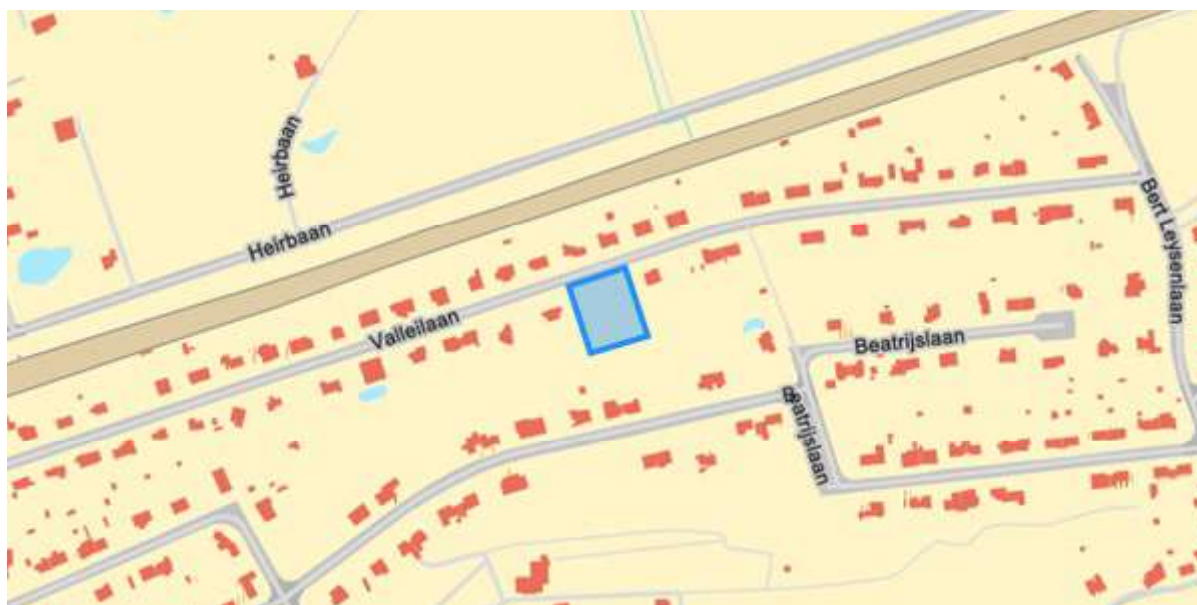 Heirbaan
Heirbaan
Valleilaan
Bert Leysenlaan
Beatrijslaan
Beatrijslaan